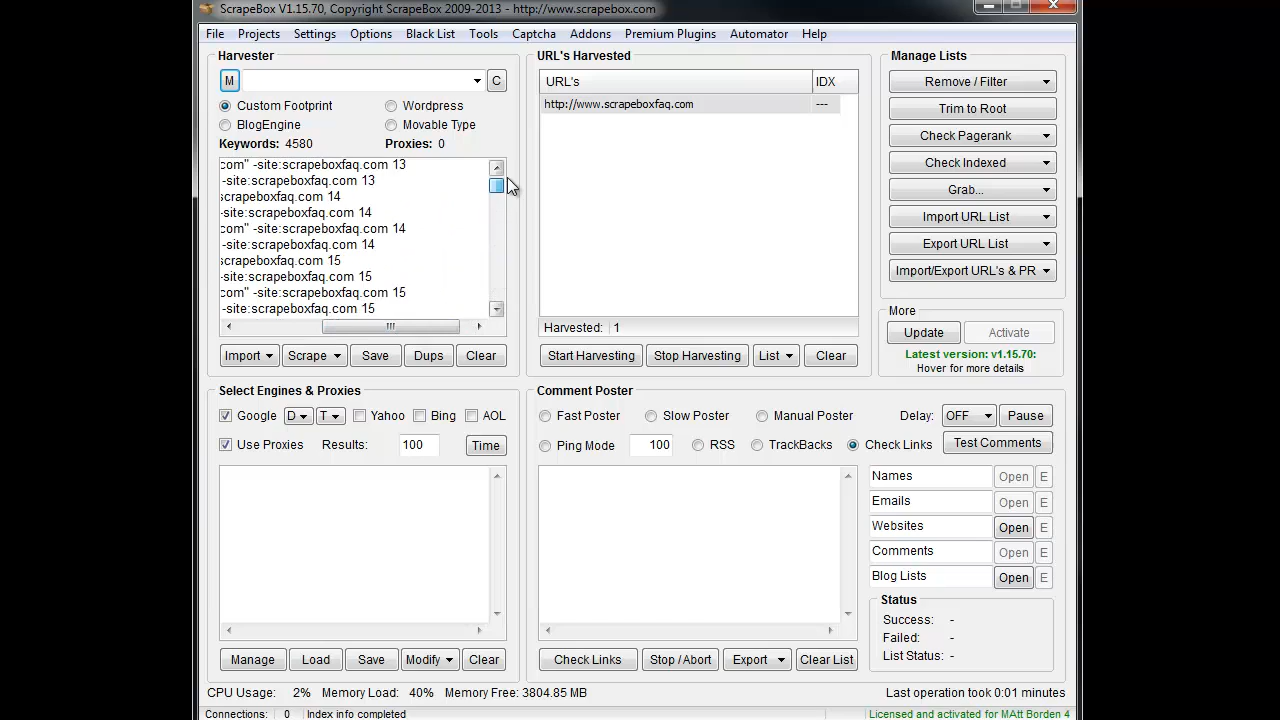 ScrapeBox V1.15.70, Copyright ScrapeBox 2009-2013 - http://www.scrapebox.com
File Projects Settings Options Black List Tools Captcha Addons Premium Plugins Automator Help
Harvester
M
C
Custom Footprint
Wordpress
BlogEngine
Movable Type
Keywords: 4580 Proxies: 0
com" -site:scrapeboxfaq.com 13
-site:scrapeboxfaq.com 13
scrapeboxfaq.com 14
-site:scrapeboxfaq.com 14
com" -site:scrapeboxfaq.com 14
-site:scrapeboxfaq.com 14
scrapeboxfaq.com 15
-site:scrapeboxfaq.com 15
com" -site:scrapeboxfaq.com 15
-site:scrapeboxfaq.com 15
Import Scrape Save Dups Clear
URL's Harvested
URL's IDX
http://www.scrapeboxfaq.com ---
Harvested: 1
Start Harvesting Stop Harvesting List Clear
Manage Lists
Remove / Filter
Trim to Root
Check Pagerank
Check Indexed
Grab...
Import URL List
Export URL List
Import/Export URL's & PR
More
Update Activate
Latest version: v1.15.70:
Hover for more details
Select Engines & Proxies
Google D T Yahoo Bing AOL
Use Proxies Results: 100 Time
Manage Load Save Modify Clear
Comment Poster
Fast Poster Slow Poster Manual Poster Delay: OFF Pause
Ping Mode 100 RSS TrackBacks Check Links Test Comments
Names Open E
Emails Open E
Websites Open E
Comments Open E
Blog Lists Open E
Status
Success: -
Failed: -
List Status: -
Check Links Stop / Abort Export Clear List
CPU Usage: 2% Memory Load: 40% Memory Free: 3804.85 MB
Last operation took 0:01 minutes
Connections: 0 Index info completed
Licensed and activated for MAtt Borden 4